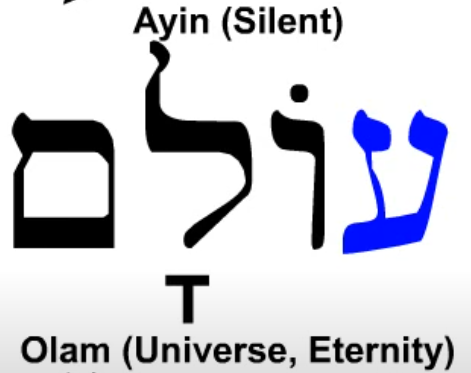 Ayin (Silent)
עוֹלָם
Olam (Universe, Eternity)